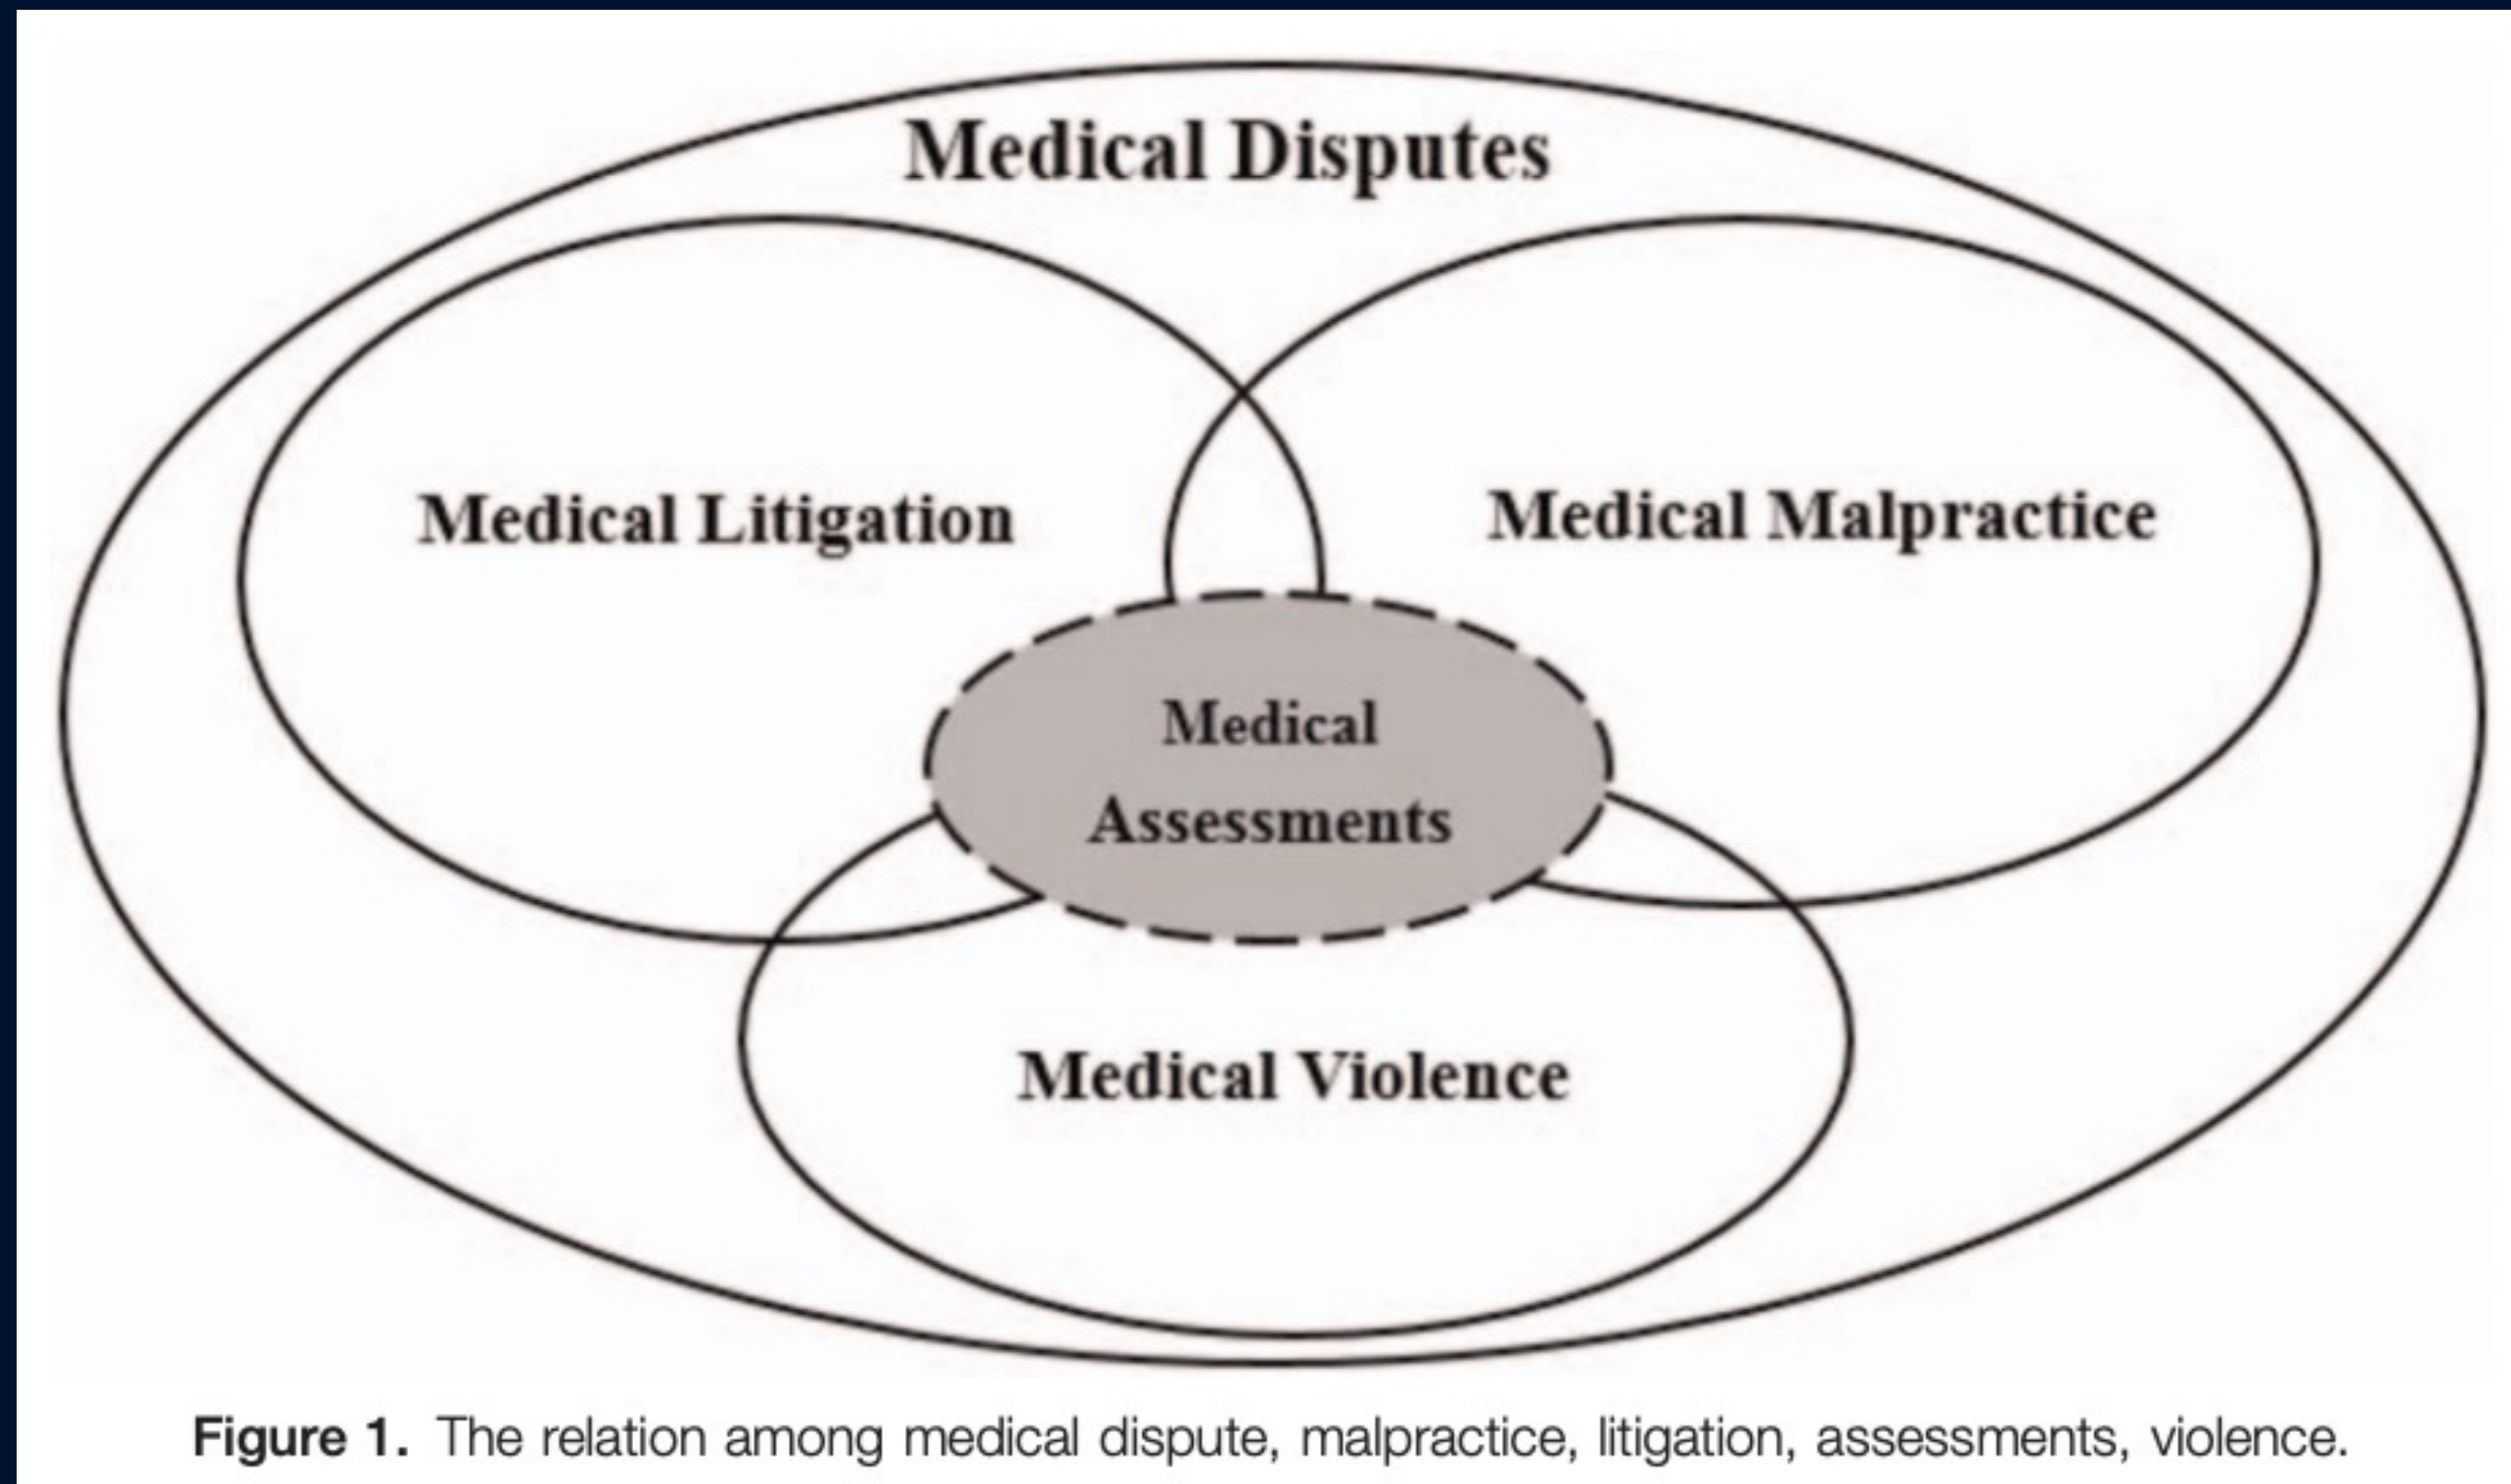 Medical Disputes
Medical Litigation
Medical Malpractice
Medical
Assessments
Medical Violence
Figure 1. The relation among medical dispute, malpractice, litigation, assessments, violence.